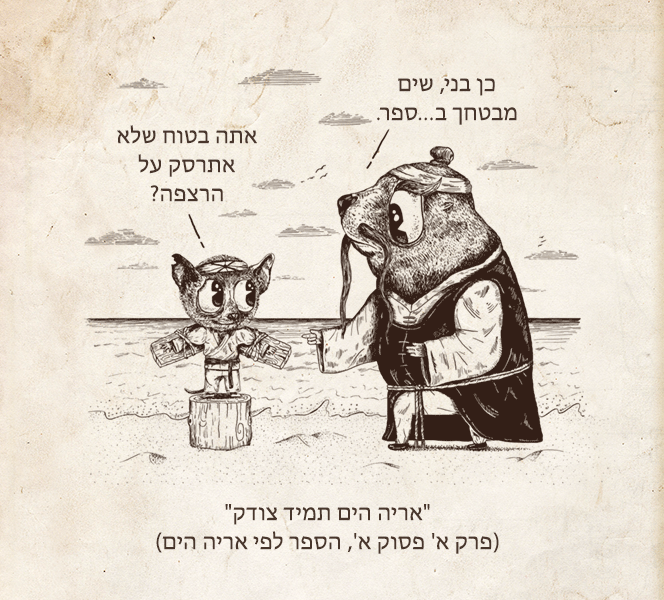 כן בני, שים
מבטחך ב...ספר.
אתה בטוח שלא
אתרסק על
הרצפה?
"אריה הים תמיד צודק"
(פרק א' פסוק א', הספר לפי אריה הים)